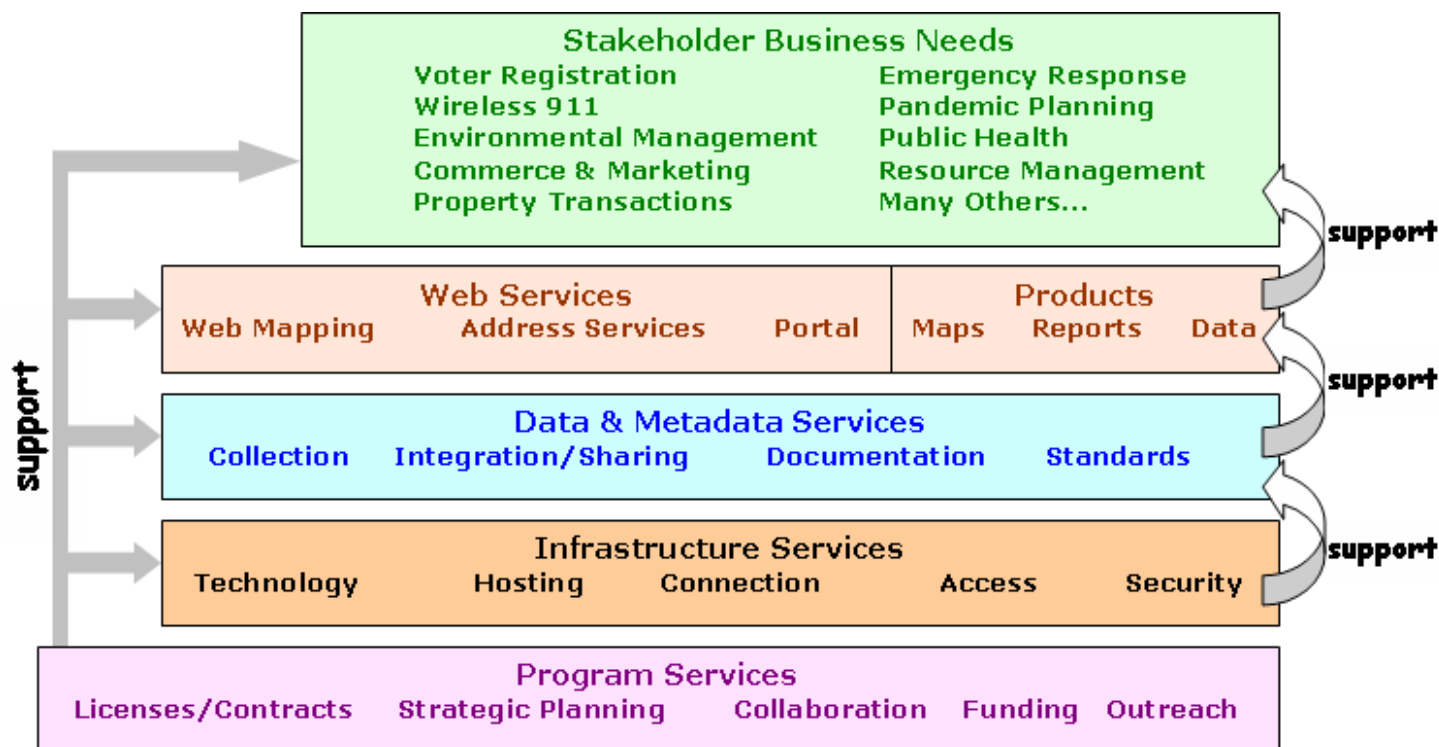 Stakeholder Business Needs
Voter Registration Emergency Response
Wireless 911 Pandemic Planning
Environmental Management Public Health
Commerce & Marketing Resource Management
Property Transactions Many Others...
support
Web Services Products
Web Mapping Address Services Portal Maps Reports Data
support
support
Data & Metadata Services
Collection Integration/Sharing Documentation Standards
Infrastructure Services
support
Technology Hosting Connection Access Security
Program Services
Licenses/Contracts Strategic Planning Collaboration Funding Outreach